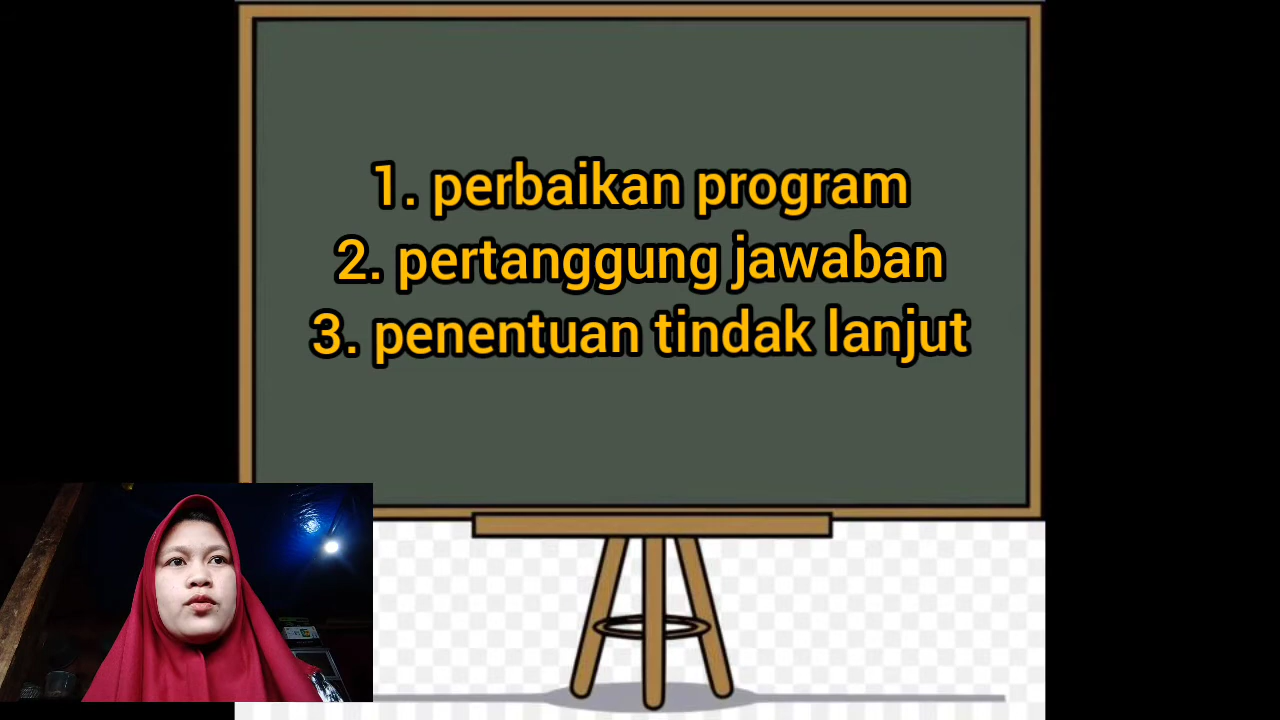 1. perbaikan program
2. pertanggung jawaban
3. penentuan tindak lanjut